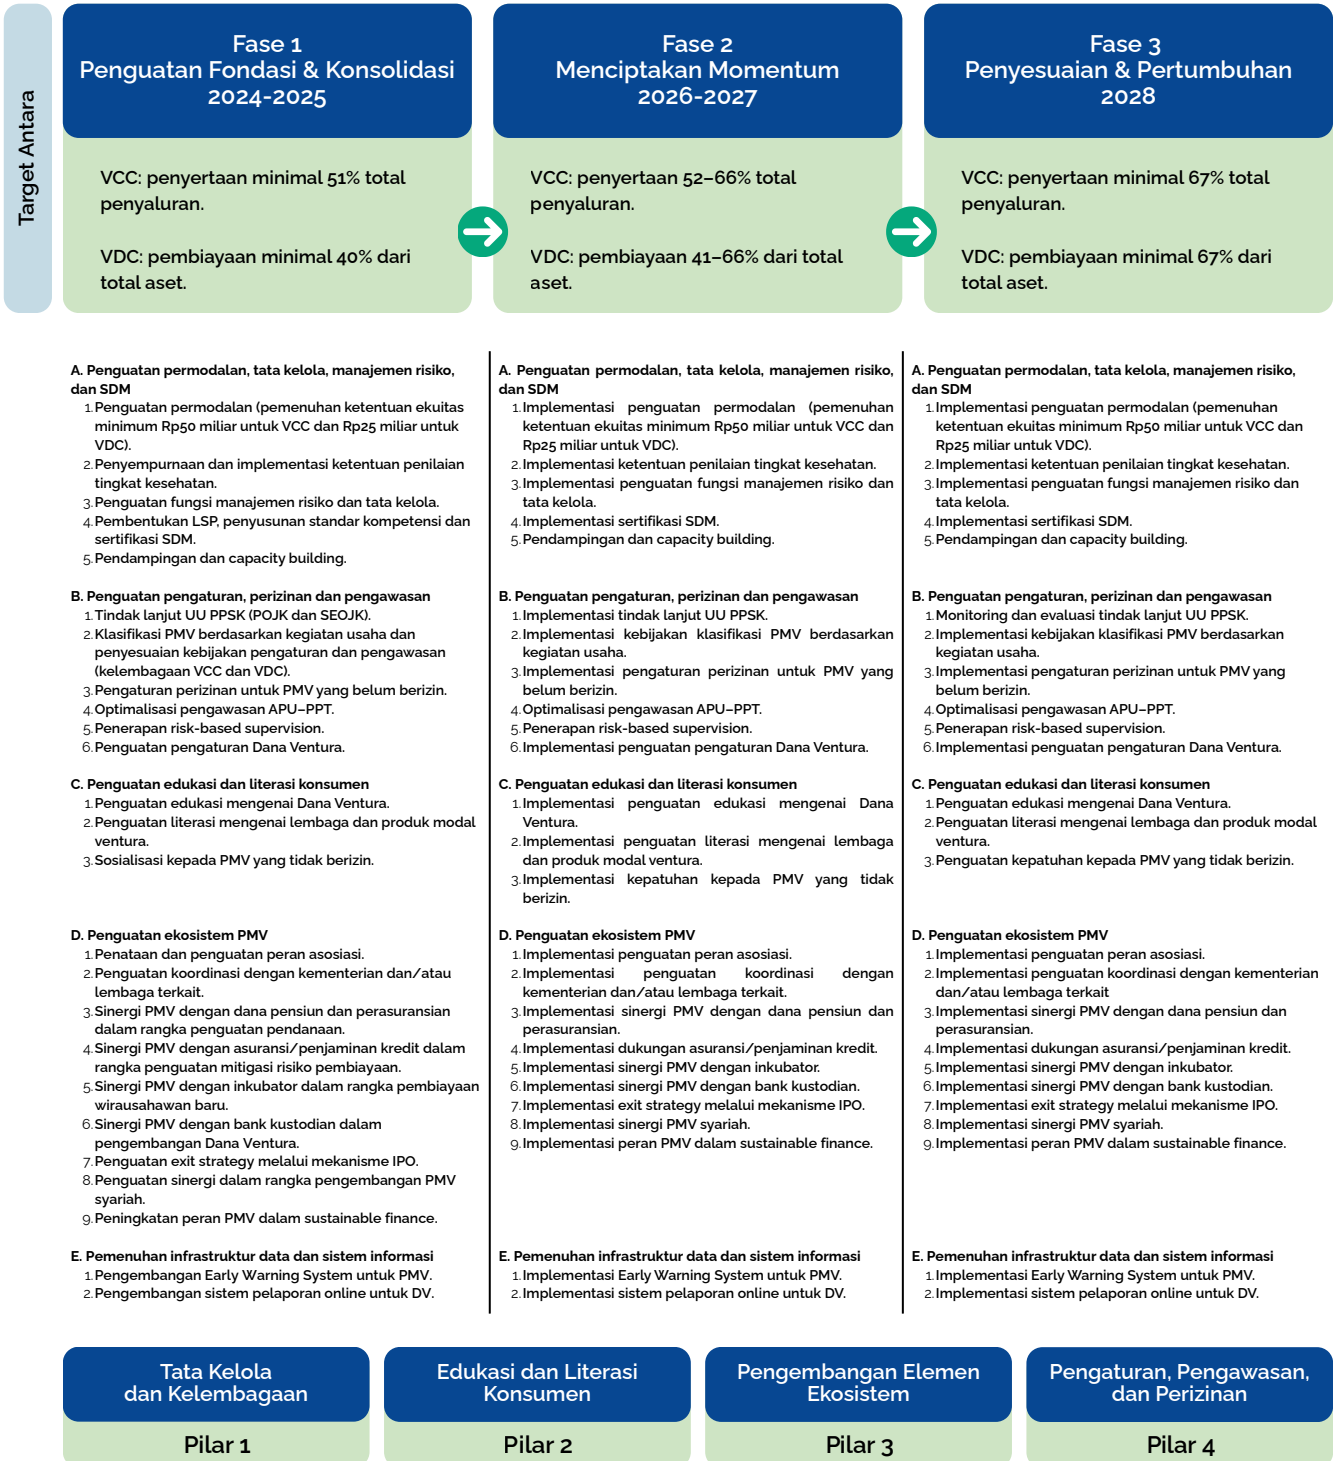 Target Antara
Fase 1
Penguatan Fondasi & Konsolidasi
2024-2025
VCC: penyertaan minimal 51% total
penyaluran.
VDC: pembiayaan minimal 40% dari
total aset.
Fase 2
Menciptakan Momentum
2026-2027
VCC: penyertaan 52–66% total
penyaluran.
VDC: pembiayaan 41–66% dari total
aset.
Fase 3
Penyesuaian & Pertumbuhan
2028
VCC: penyertaan minimal 67% total
penyaluran.
VDC: pembiayaan minimal 67% dari
total aset.
A. Penguatan permodalan, tata kelola, manajemen risiko,
dan SDM
1. Penguatan permodalan (pemenuhan ketentuan ekuitas
minimum Rp50 miliar untuk VCC dan Rp25 miliar untuk
VDC).
2. Penyempurnaan dan implementasi ketentuan penilaian
tingkat kesehatan.
3. Penguatan fungsi manajemen risiko dan tata kelola.
4. Pembentukan LSP, penyusunan standar kompetensi dan
sertifikasi SDM.
5. Pendampingan dan capacity building.
B. Penguatan pengaturan, perizinan dan pengawasan
1. Tindak lanjut UU PPSK (POJK dan SEOJK).
2. Klasifikasi PMV berdasarkan kegiatan usaha dan
penyesuaian kebijakan pengaturan dan pengawasan
(kelembagaan VCC dan VDC).
3. Pengaturan perizinan untuk PMV yang belum berizin.
4. Optimalisasi pengawasan APU–PPT.
5. Penerapan risk-based supervision.
6. Penguatan pengaturan Dana Ventura.
C. Penguatan edukasi dan literasi konsumen
1. Penguatan edukasi mengenai Dana Ventura.
2. Penguatan literasi mengenai lembaga dan produk modal
ventura.
3. Sosialisasi kepada PMV yang tidak berizin.
D. Penguatan ekosistem PMV
1. Penataan dan penguatan peran asosiasi.
2. Penguatan koordinasi dengan kementerian dan/atau
lembaga terkait.
3. Sinergi PMV dengan dana pensiun dan perasuransian
dalam rangka penguatan pendanaan.
4. Sinergi PMV dengan asuransi/penjaminan kredit dalam
rangka penguatan mitigasi risiko pembiayaan.
5. Sinergi PMV dengan inkubator dalam rangka pembiayaan
wirausahawan baru.
6. Sinergi PMV dengan bank kustodian dalam
pengembangan Dana Ventura.
7. Penguatan exit strategy melalui mekanisme IPO.
8. Penguatan sinergi dalam rangka pengembangan PMV
syariah.
9. Peningkatan peran PMV dalam sustainable finance.
E. Pemenuhan infrastruktur data dan sistem informasi
1. Pengembangan Early Warning System untuk PMV.
2. Pengembangan sistem pelaporan online untuk DV.
A. Penguatan permodalan, tata kelola, manajemen risiko,
dan SDM
1. Implementasi penguatan permodalan (pemenuhan
ketentuan ekuitas minimum Rp50 miliar untuk VCC dan
Rp25 miliar untuk VDC).
2. Implementasi ketentuan penilaian tingkat kesehatan.
3. Implementasi penguatan fungsi manajemen risiko dan
tata kelola.
4. Implementasi sertifikasi SDM.
5. Pendampingan dan capacity building.
B. Penguatan pengaturan, perizinan dan pengawasan
1. Implementasi tindak lanjut UU PPSK.
2. Implementasi kebijakan klasifikasi PMV berdasarkan
kegiatan usaha.
3. Implementasi pengaturan perizinan untuk PMV yang
belum berizin.
4. Optimalisasi pengawasan APU–PPT.
5. Penerapan risk-based supervision.
6. Implementasi penguatan pengaturan Dana Ventura.
C. Penguatan edukasi dan literasi konsumen
1. Implementasi penguatan edukasi mengenai Dana
Ventura.
2. Implementasi penguatan literasi mengenai lembaga
dan produk modal ventura.
3. Implementasi kepatuhan kepada PMV yang tidak
berizin.
D. Penguatan ekosistem PMV
1. Implementasi penguatan peran asosiasi.
2. Implementasi penguatan koordinasi dengan
kementerian dan/atau lembaga terkait.
3. Implementasi sinergi PMV dengan dana pensiun dan
perasuransian.
4. Implementasi dukungan asuransi/penjaminan kredit.
5. Implementasi sinergi PMV dengan inkubator.
6. Implementasi sinergi PMV dengan bank kustodian.
7. Implementasi exit strategy melalui mekanisme IPO.
8. Implementasi sinergi PMV syariah.
9. Implementasi peran PMV dalam sustainable finance.
E. Pemenuhan infrastruktur data dan sistem informasi
1. Implementasi Early Warning System untuk PMV.
2. Implementasi sistem pelaporan online untuk DV.
A. Penguatan permodalan, tata kelola, manajemen risiko,
dan SDM
1. Implementasi penguatan permodalan (pemenuhan
ketentuan ekuitas minimum Rp50 miliar untuk VCC dan
Rp25 miliar untuk VDC).
2. Implementasi ketentuan penilaian tingkat kesehatan.
3. Implementasi penguatan fungsi manajemen risiko dan
tata kelola.
4. Implementasi sertifikasi SDM.
5. Pendampingan dan capacity building.
B. Penguatan pengaturan, perizinan dan pengawasan
1. Monitoring dan evaluasi tindak lanjut UU PPSK.
2. Implementasi kebijakan klasifikasi PMV berdasarkan
kegiatan usaha.
3. Implementasi pengaturan perizinan untuk PMV yang
belum berizin.
4. Optimalisasi pengawasan APU–PPT.
5. Penerapan risk-based supervision.
6. Implementasi penguatan pengaturan Dana Ventura.
C. Penguatan edukasi dan literasi konsumen
1. Penguatan edukasi mengenai Dana Ventura.
2. Penguatan literasi mengenai lembaga dan produk modal
ventura.
3. Penguatan kepatuhan kepada PMV yang tidak berizin.
D. Penguatan ekosistem PMV
1. Implementasi penguatan peran asosiasi.
2. Implementasi penguatan koordinasi dengan kementerian
dan/atau lembaga terkait
3. Implementasi sinergi PMV dengan dana pensiun dan
perasuransian.
4. Implementasi dukungan asuransi/penjaminan kredit.
5. Implementasi sinergi PMV dengan inkubator.
6. Implementasi sinergi PMV dengan bank kustodian.
7. Implementasi exit strategy melalui mekanisme IPO.
8. Implementasi sinergi PMV syariah.
9. Implementasi peran PMV dalam sustainable finance.
E. Pemenuhan infrastruktur data dan sistem informasi
1. Implementasi Early Warning System untuk PMV.
2. Implementasi sistem pelaporan online untuk DV.
Tata Kelola
dan Kelembagaan
Pilar 1
Edukasi dan Literasi
Konsumen
Pilar 2
Pengembangan Elemen
Ekosistem
Pilar 3
Pengaturan, Pengawasan,
dan Perizinan
Pilar 4